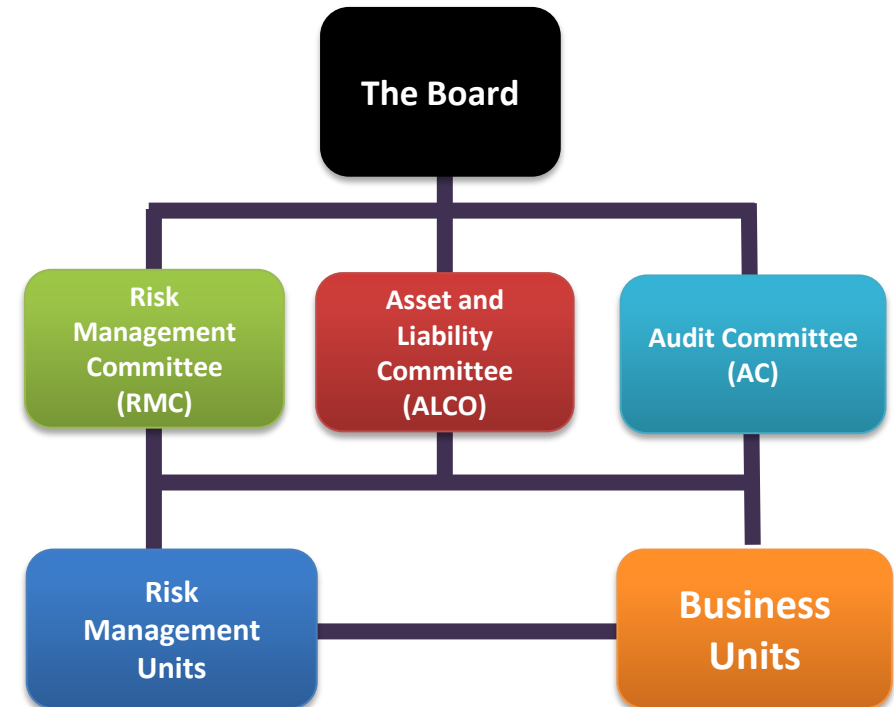 The Board
Risk
Management
Committee
(RMC)
Asset and
Liability
Committee
(ALCO)
Audit Committee
(AC)
Risk
Management
Units
Business
Units